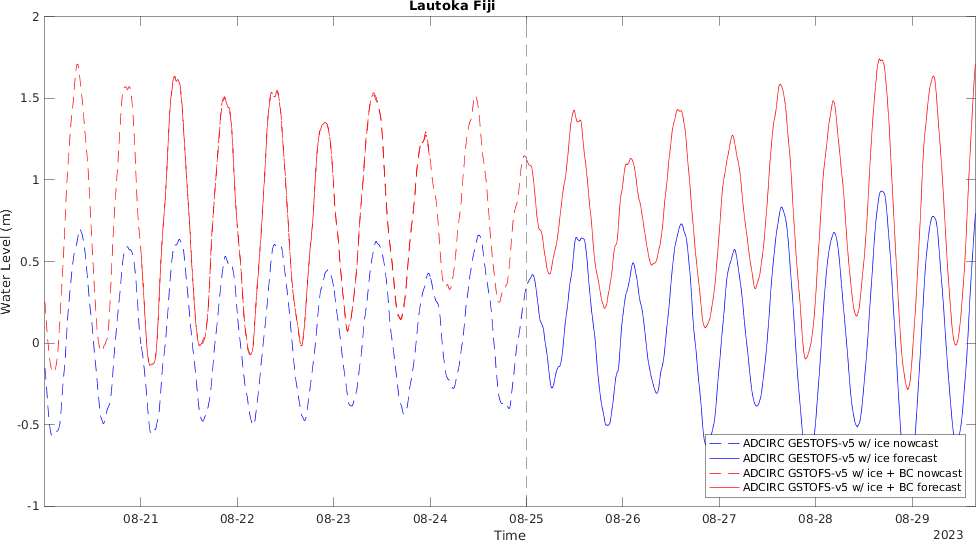 Lautoka Fiji
Water Level (m)
2
1.5
1
0.5
0
-0.5
-1
ADCIRC GESTOFS-v5 w/ ice nowcast
ADCIRC GESTOFS-v5 w/ ice forecast
ADCIRC GSTOFS-v5 w/ ice + BC nowcast
ADCIRC GSTOFS-v5 w/ ice + BC forecast
08-21 08-22 08-23 08-24 08-25 08-26 08-27 08-28 08-29
Time
2023